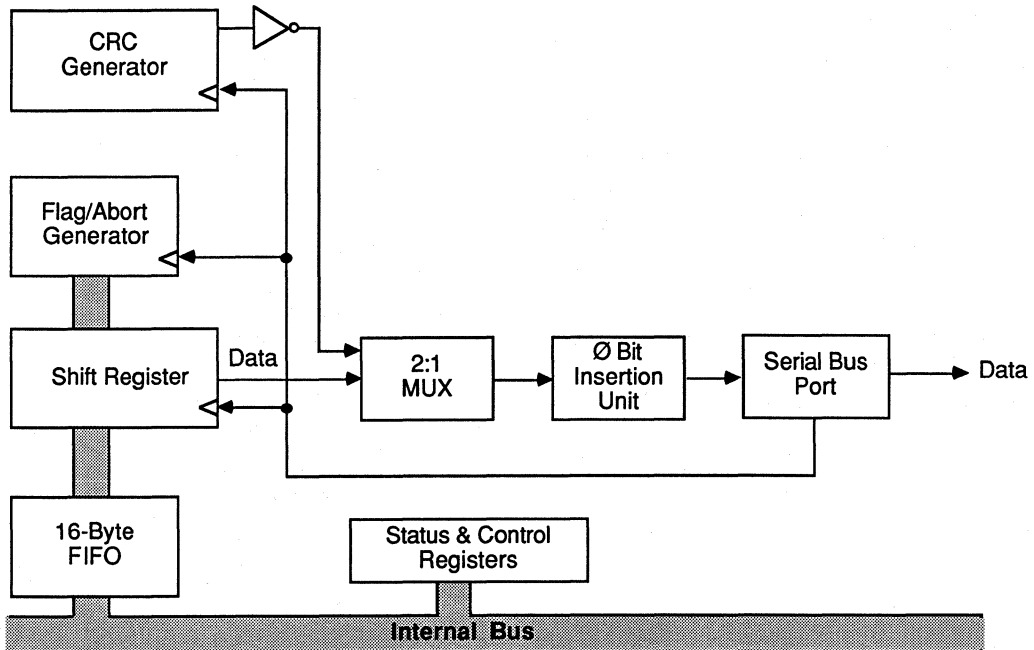 CRC
Generator
Flag/Abort
Generator
Shift Register
Data
2:1
MUX
Ø Bit
Insertion
Unit
Serial Bus
Port
Data
16-Byte
FIFO
Status & Control
Registers
Internal Bus